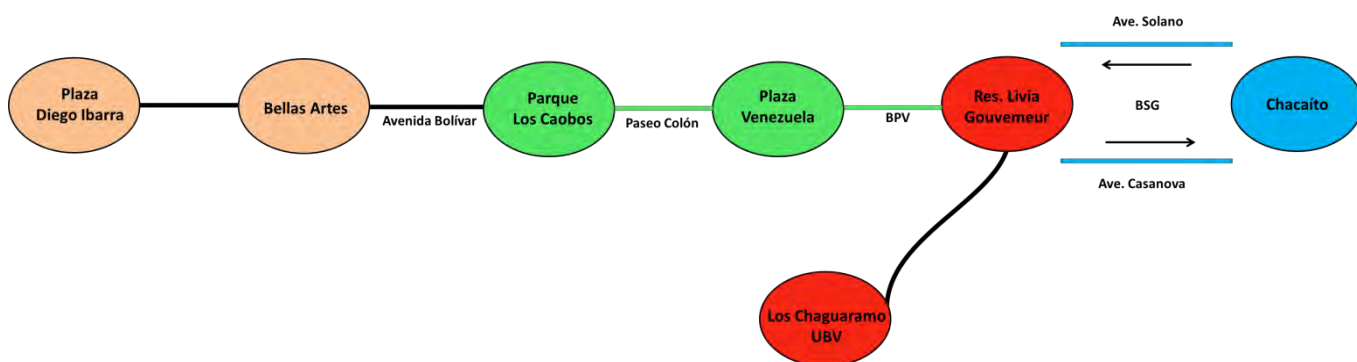 Plaza
Diego Ibarra
Bellas Artes
Avenida Bolívar
Parque
Los Caobos
Paseo Colón
Plaza
Venezuela
BPV
Res. Livia
Gouvemeur
Ave. Solano
BSG
Ave. Casanova
Chacaíto
Los Chaguaramo
UBV